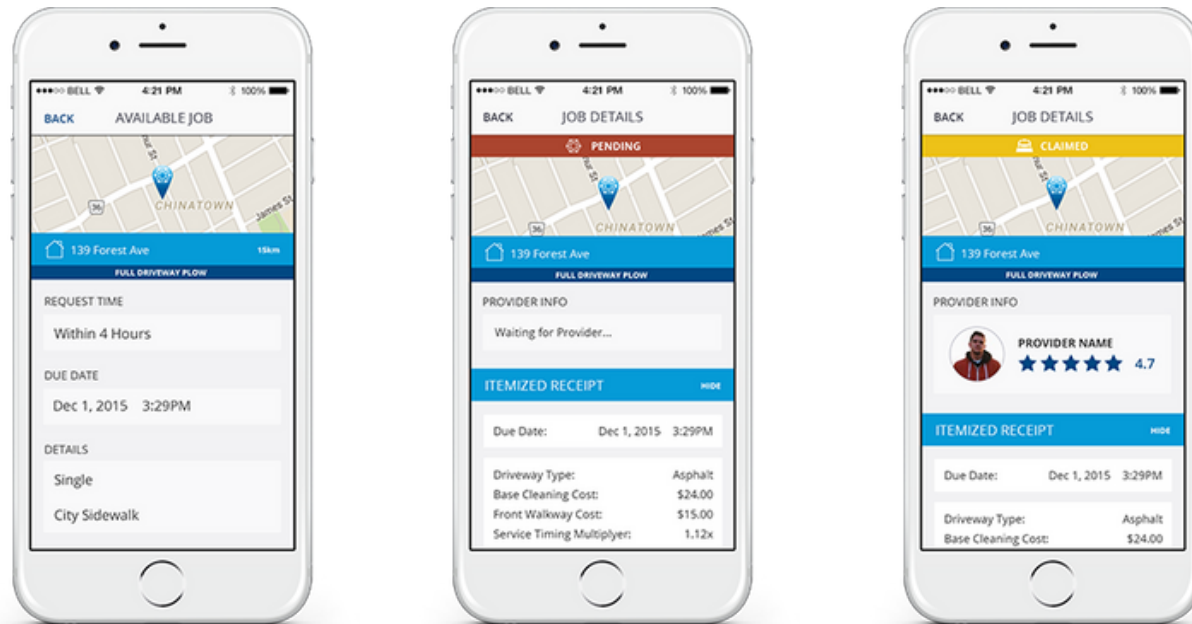 BELL 4:21 PM 100%
BACK AVAILABLE JOB
ur St
36
CHINATOWN
James St
139 Forest Ave 15km
FULL DRIVEWAY PLOW
REQUEST TIME
Within 4 Hours
DUE DATE
Dec 1, 2015 3:29PM
DETAILS
Single
City Sidewalk
BELL 4:21 PM 100%
BACK JOB DETAILS
PENDING
36
CHINATOWN
James St
139 Forest Ave
FULL DRIVEWAY PLOW
PROVIDER INFO
Waiting for Provider...
ITEMIZED RECEIPT HIDE
Due Date: Dec 1, 2015 3:29PM
Driveway Type: Asphalt
Base Cleaning Cost: $24.00
Front Walkway Cost: $15.00
Service Timing Multiplyer: 1.12x
BELL 4:21 PM 100%
BACK JOB DETAILS
CLAIMED
36
CHINATOWN
James St
139 Forest Ave
FULL DRIVEWAY PLOW
PROVIDER INFO
PROVIDER NAME
4.7
ITEMIZED RECEIPT HIDE
Due Date: Dec 1, 2015 3:29PM
Driveway Type: Asphalt
Base Cleaning Cost: $24.00